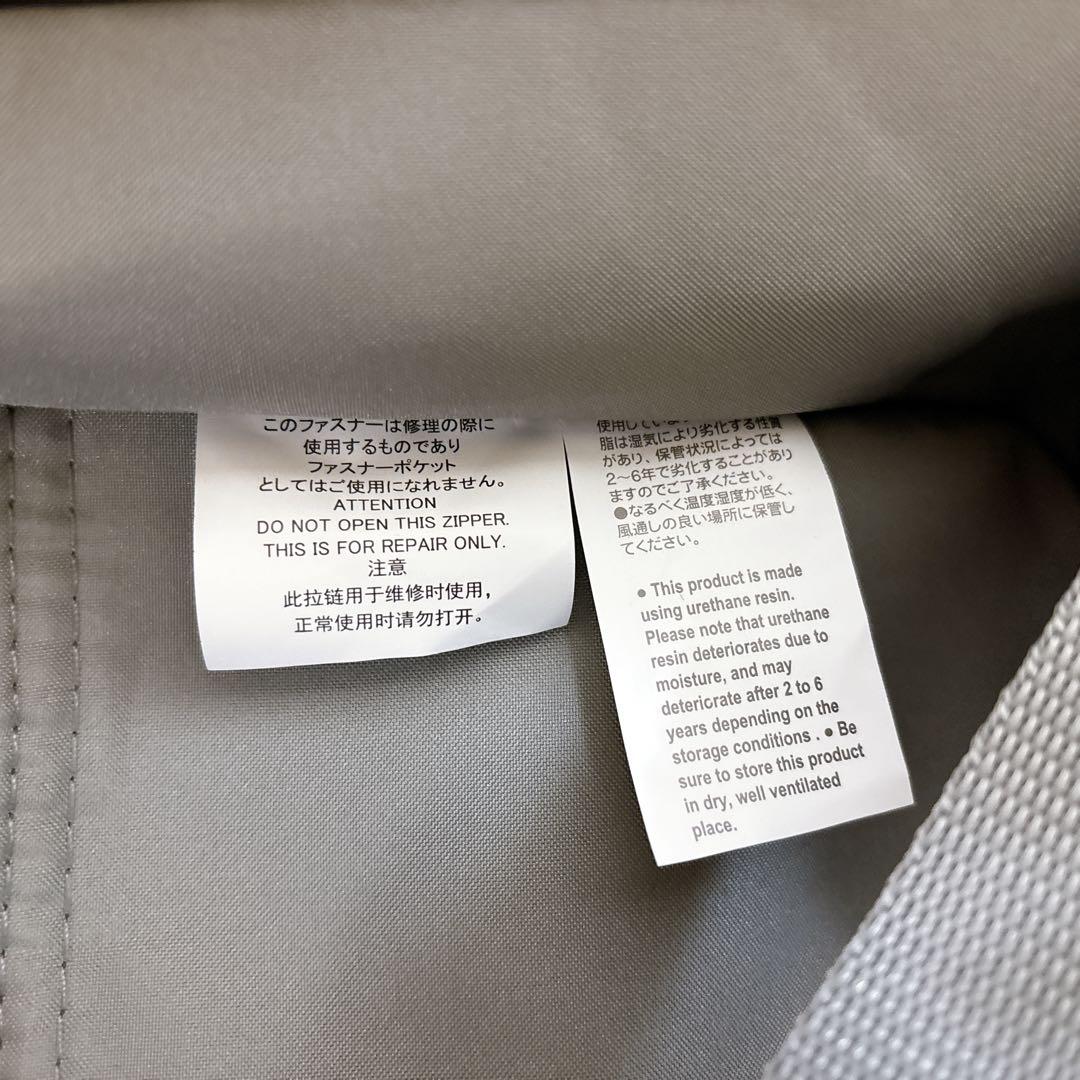 このファスナーは修理の際に
使用するものであり
ファスナーポケット
としてはご使用になれません。
ATTENTION
DO NOT OPEN THIS ZIPPER.
THIS IS FOR REPAIR ONLY.
注意
此拉链用于维修时使用，
正常使用时请勿打开。
使用してい
脂は湿気により劣化する性質
があり、保管状況によっては
2～6年で劣化することがあり
ますのでご了承ください。
●なるべく温度湿度が低く、
風通しの良い場所に保管し
てください。
● This product is made
using urethane resin.
Please note that urethane
resin deteriorates due to
moisture, and may
deteriorate after 2 to 6
years depending on the
storage conditions . ● Be
sure to store this product
in dry, well ventilated
place.